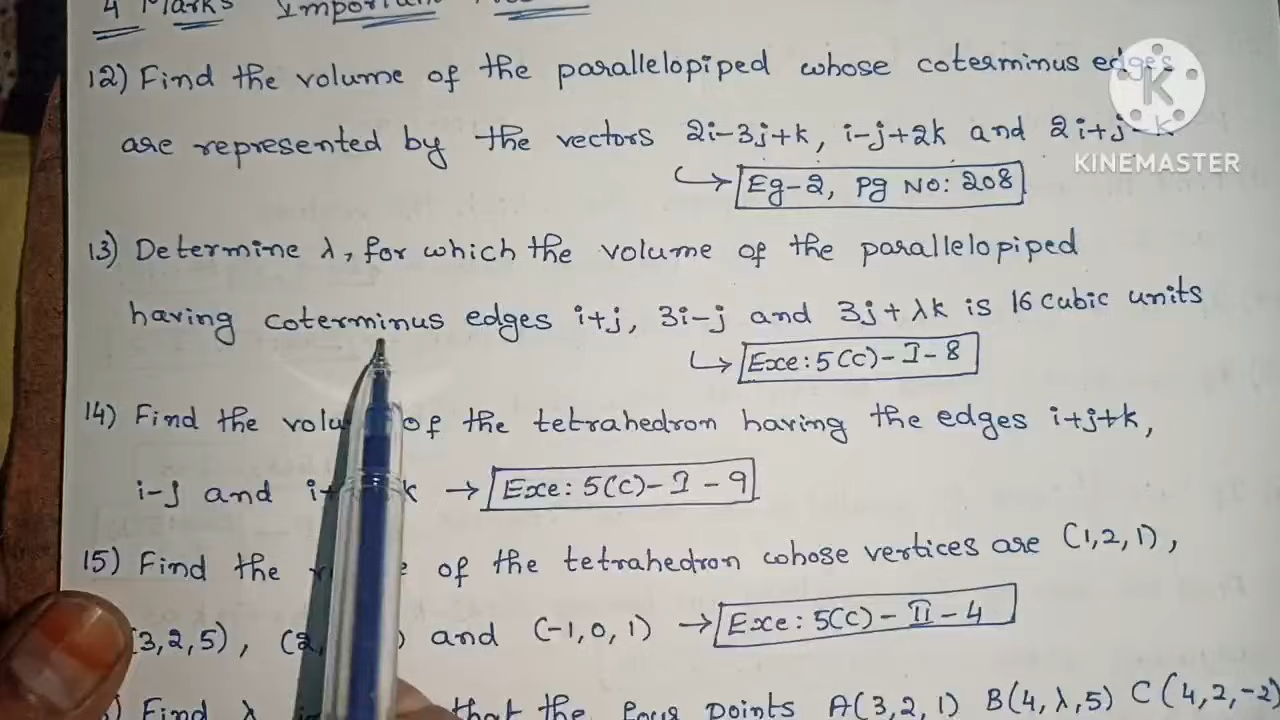 4 Marks Important
12) Find the volume of the parallelopiped whose coterminus edges
are represented by the vectors 2i-3j+k, i-j+2k and 2i+j-k
KINEMASTER
↳ Eg-2, Pg No: 208
13) Determine λ, for which the volume of the parallelopiped
having coterminus edges i+j, 3i-j and 3j+λk is 16 cubic units
↳ Exe: 5(c)-I-8
14) Find the of the tetrahedron having the edges i+j+k,
i-j and → Exe: 5(c)-I-9
15) Find the of the tetrahedron whose vertices are (1,2,1),
(3,2,5), and (-1,0,1) → Exe: 5(c)-II-4
Find λ that the four points A(3,2,1) B(4,λ,5) C(4,2,-2)